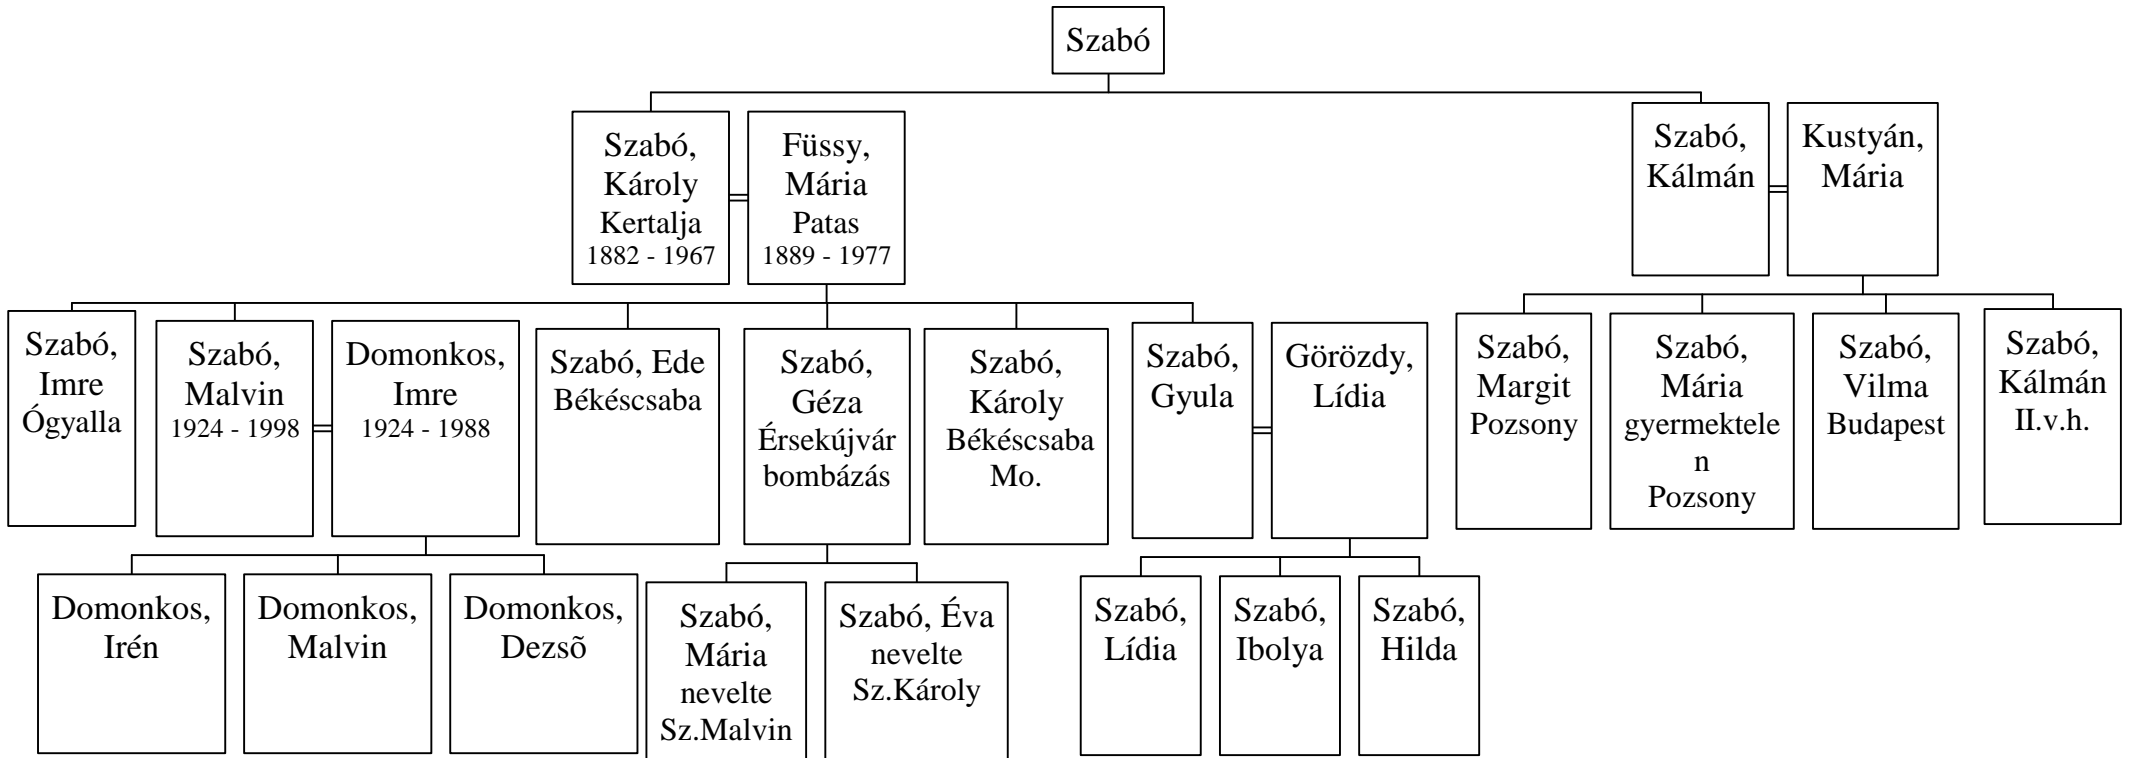 Szabó
Szabó,
Károly
Kertalja
1882 - 1967
Füssy,
Mária
Patas
1889 - 1977
Szabó,
Kálmán
Kustyán,
Mária
Szabó,
Imre
Ógyalla
Szabó,
Malvin
1924 - 1998
Domonkos,
Imre
1924 - 1988
Szabó, Ede
Békéscsaba
Szabó,
Géza
Érsekújvár
bombázás
Szabó,
Károly
Békéscsaba
Mo.
Szabó,
Gyula
Görözdy,
Lídia
Szabó,
Margit
Pozsony
Szabó,
Mária
gyermektele
n
Pozsony
Szabó,
Vilma
Budapest
Szabó,
Kálmán
II.v.h.
Domonkos,
Irén
Domonkos,
Malvin
Domonkos,
Dezsõ
Szabó,
Mária
nevelte
Sz.Malvin
Szabó, Éva
nevelte
Sz.Károly
Szabó,
Lídia
Szabó,
Ibolya
Szabó,
Hilda